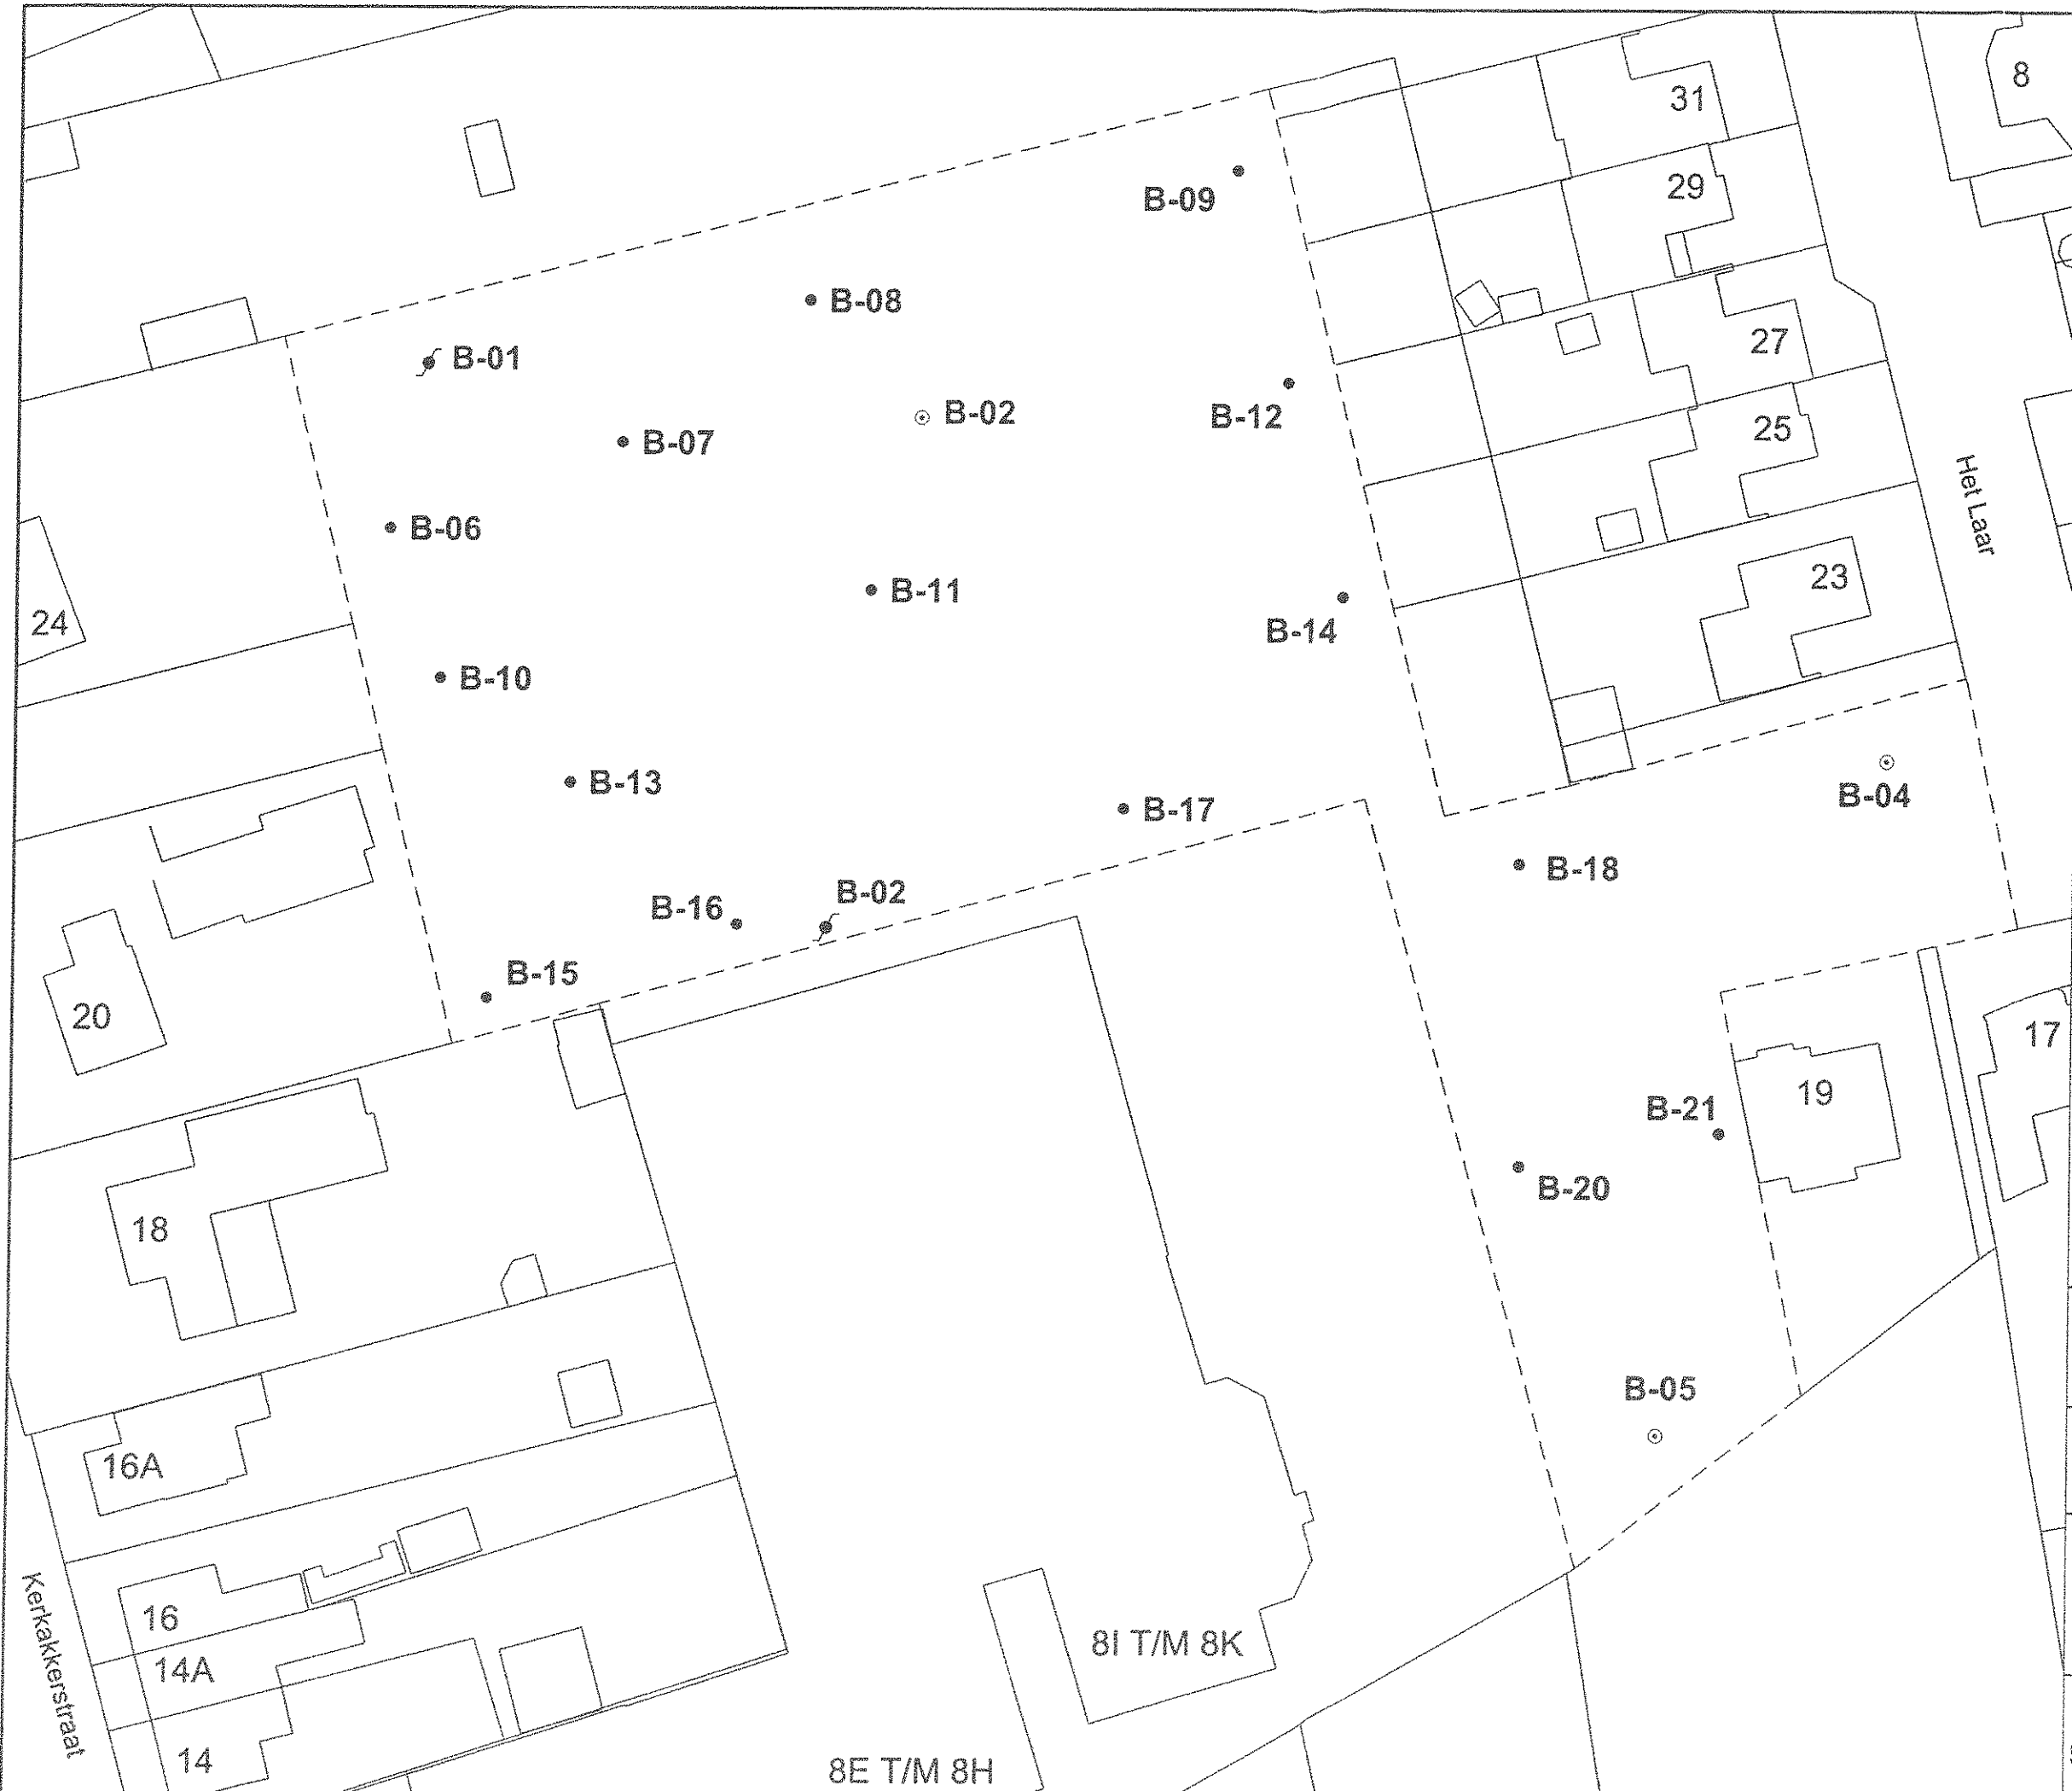 8
31
B-09
29
B-08
27
B-01
B-02
B-12
25
B-07
Het Laar
B-06
23
B-11
24
B-14
B-10
B-13
B-04
B-17
B-18
B-02
B-16
B-15
20
17
19
B-21
B-20
18
B-05
16A
16
8I T/M 8K
14A
Kerkakkerstraat
14
8E T/M 8H